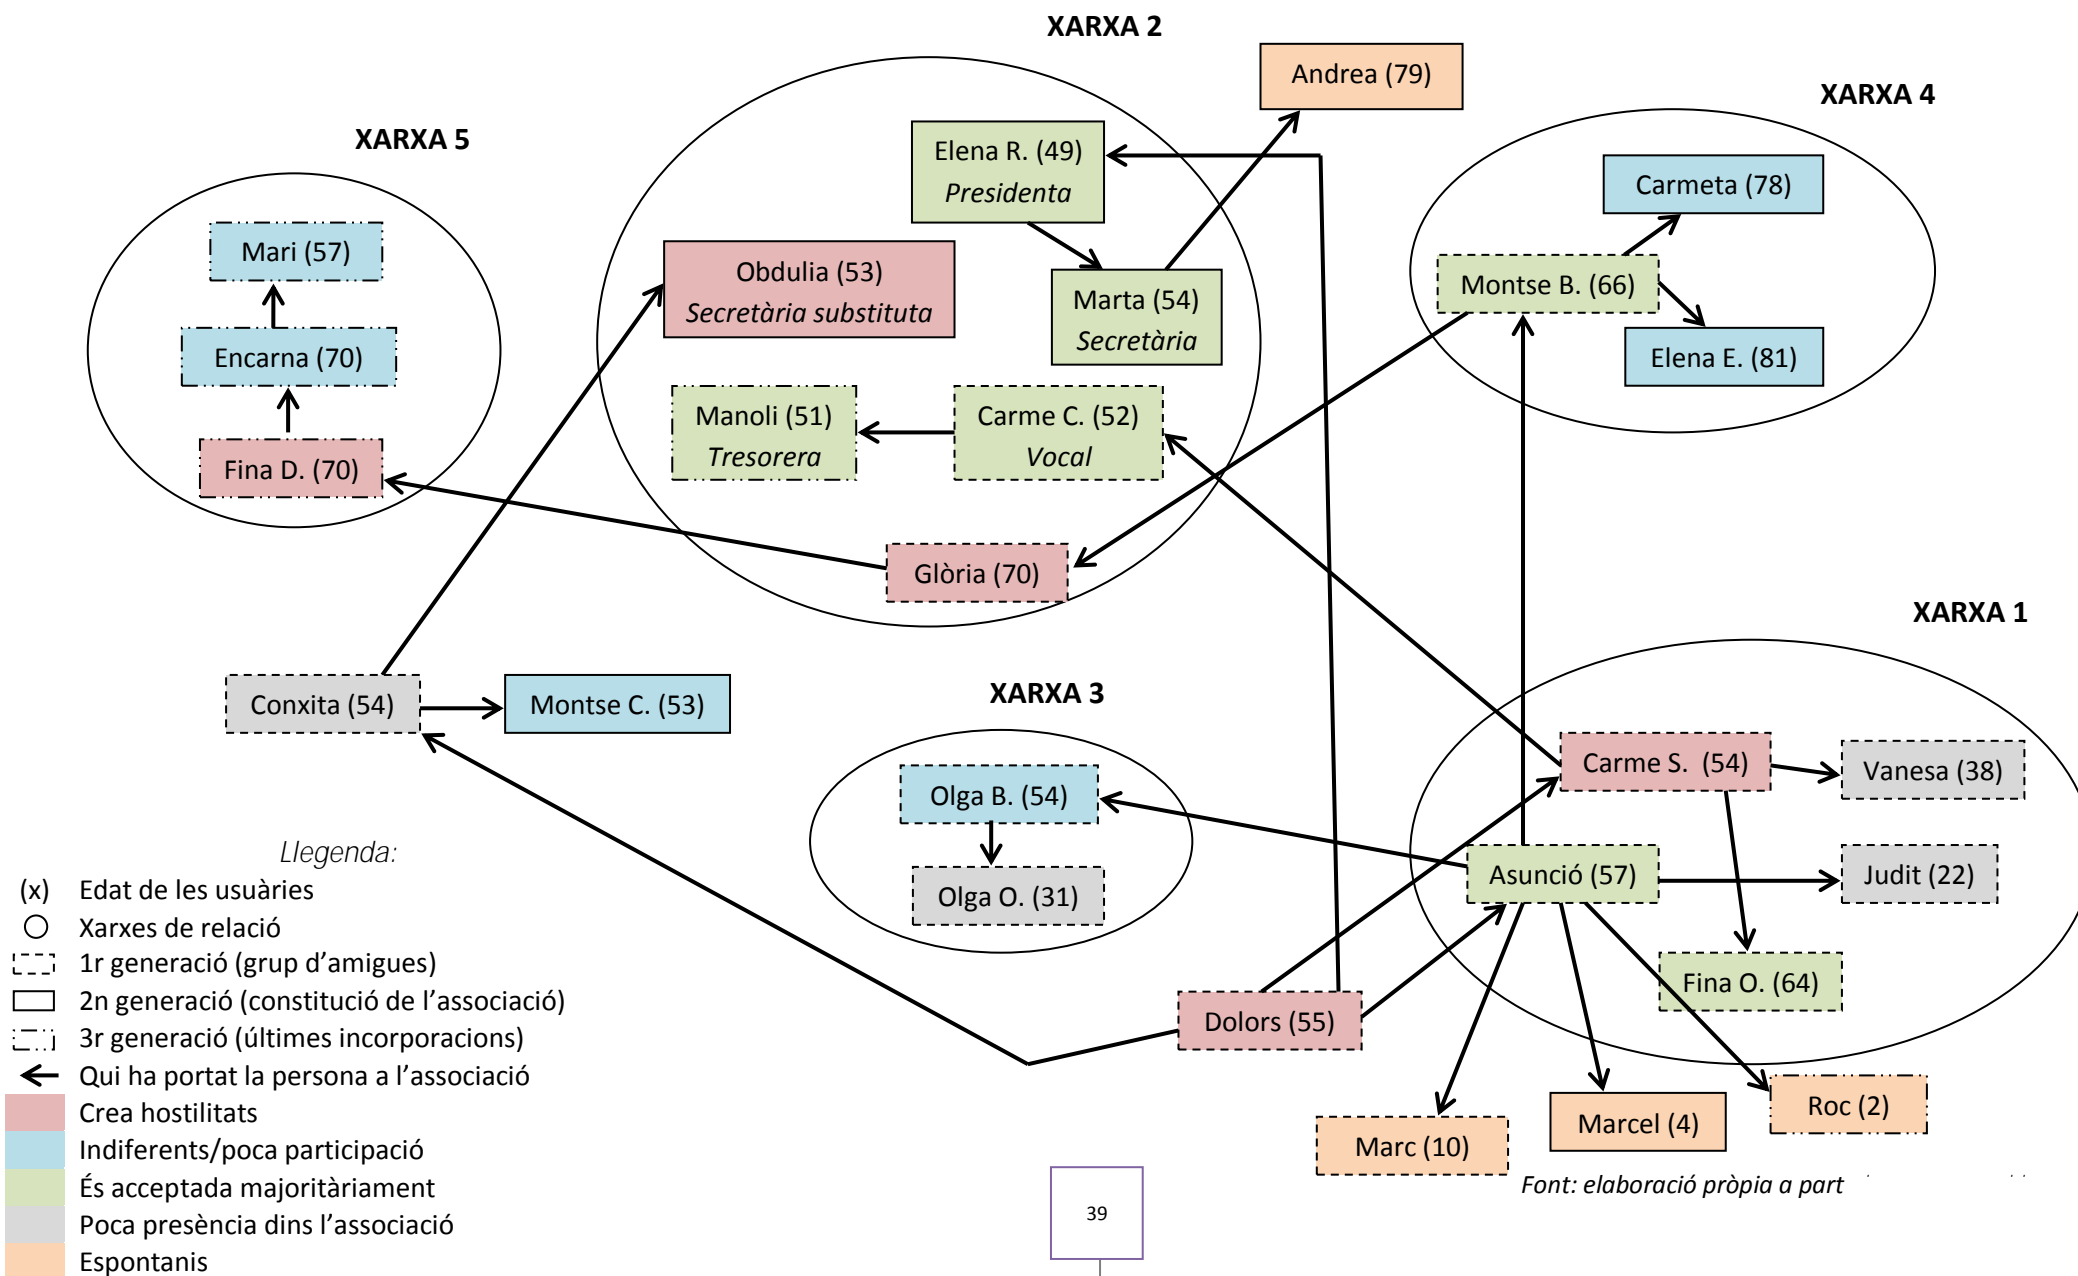 XARXA 2
Andrea (79)
XARXA 4
XARXA 5
Elena R. (49)
Presidenta
Carmeta (78)
Mari (57)
Obdulia (53)
Secretària substituta
Marta (54)
Secretària
Montse B. (66)
Encarna (70)
Elena E. (81)
Manoli (51)
Tresorera
Carme C. (52)
Vocal
Fina D. (70)
Glòria (70)
XARXA 1
Conxita (54)
Montse C. (53)
XARXA 3
Carme S. (54)
Vanesa (38)
Olga B. (54)
Asunció (57)
Judit (22)
Olga O. (31)
Fina O. (64)
Dolors (55)
Marc (10)
Marcel (4)
Roc (2)
Llegenda:
(x) Edat de les usuàries
Xarxes de relació
1r generació (grup d’amigues)
2n generació (constitució de l’associació)
3r generació (últimes incorporacions)
Qui ha portat la persona a l’associació
Crea hostilitats
Indiferents/poca participació
És acceptada majoritàriament
Poca presència dins l’associació
Espontanis
Font: elaboració pròpia a part
39